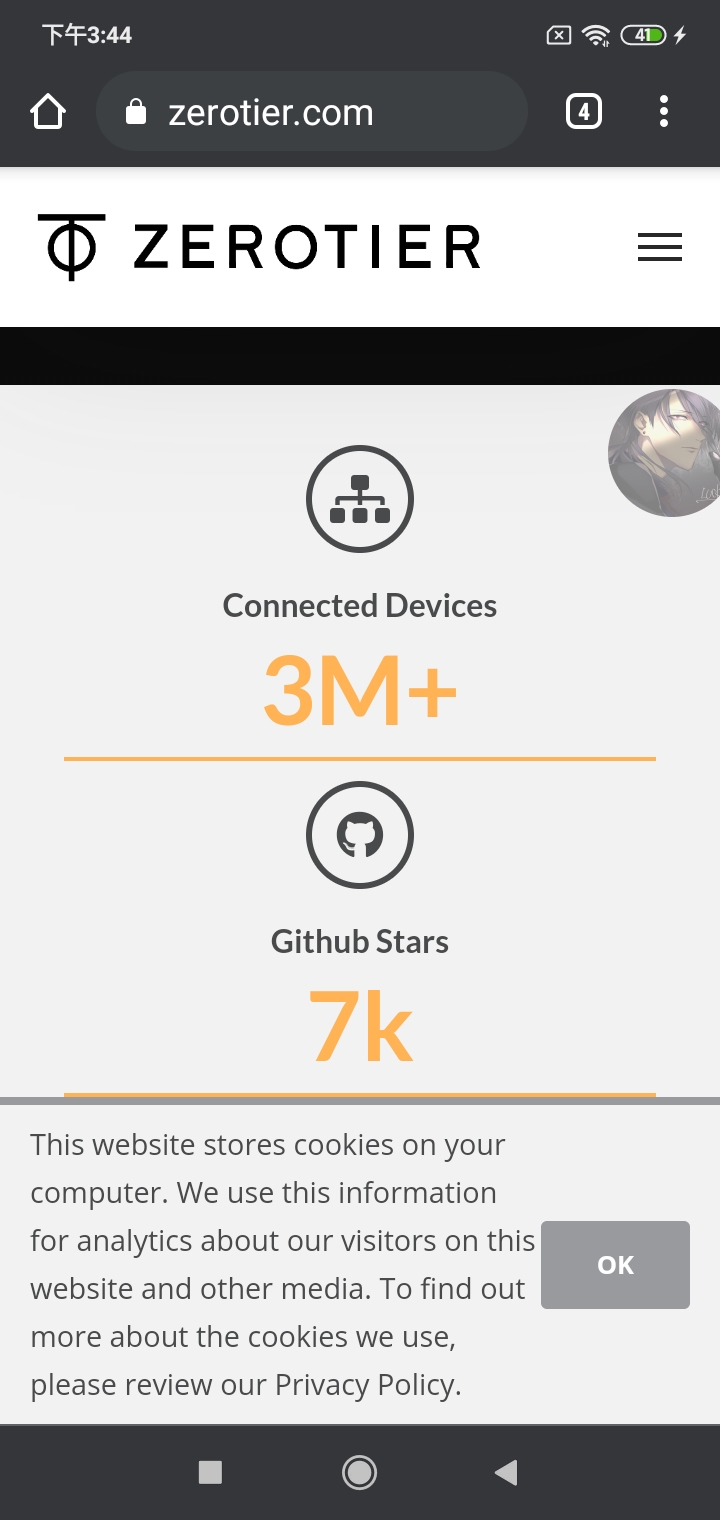 下午3:44
41
zerotier.com
4
ZEROTIER
Connected Devices
3M+
Github Stars
7k
This website stores cookies on your
computer. We use this information
for analytics about our visitors on this
website and other media. To find out
more about the cookies we use,
please review our Privacy Policy.
OK